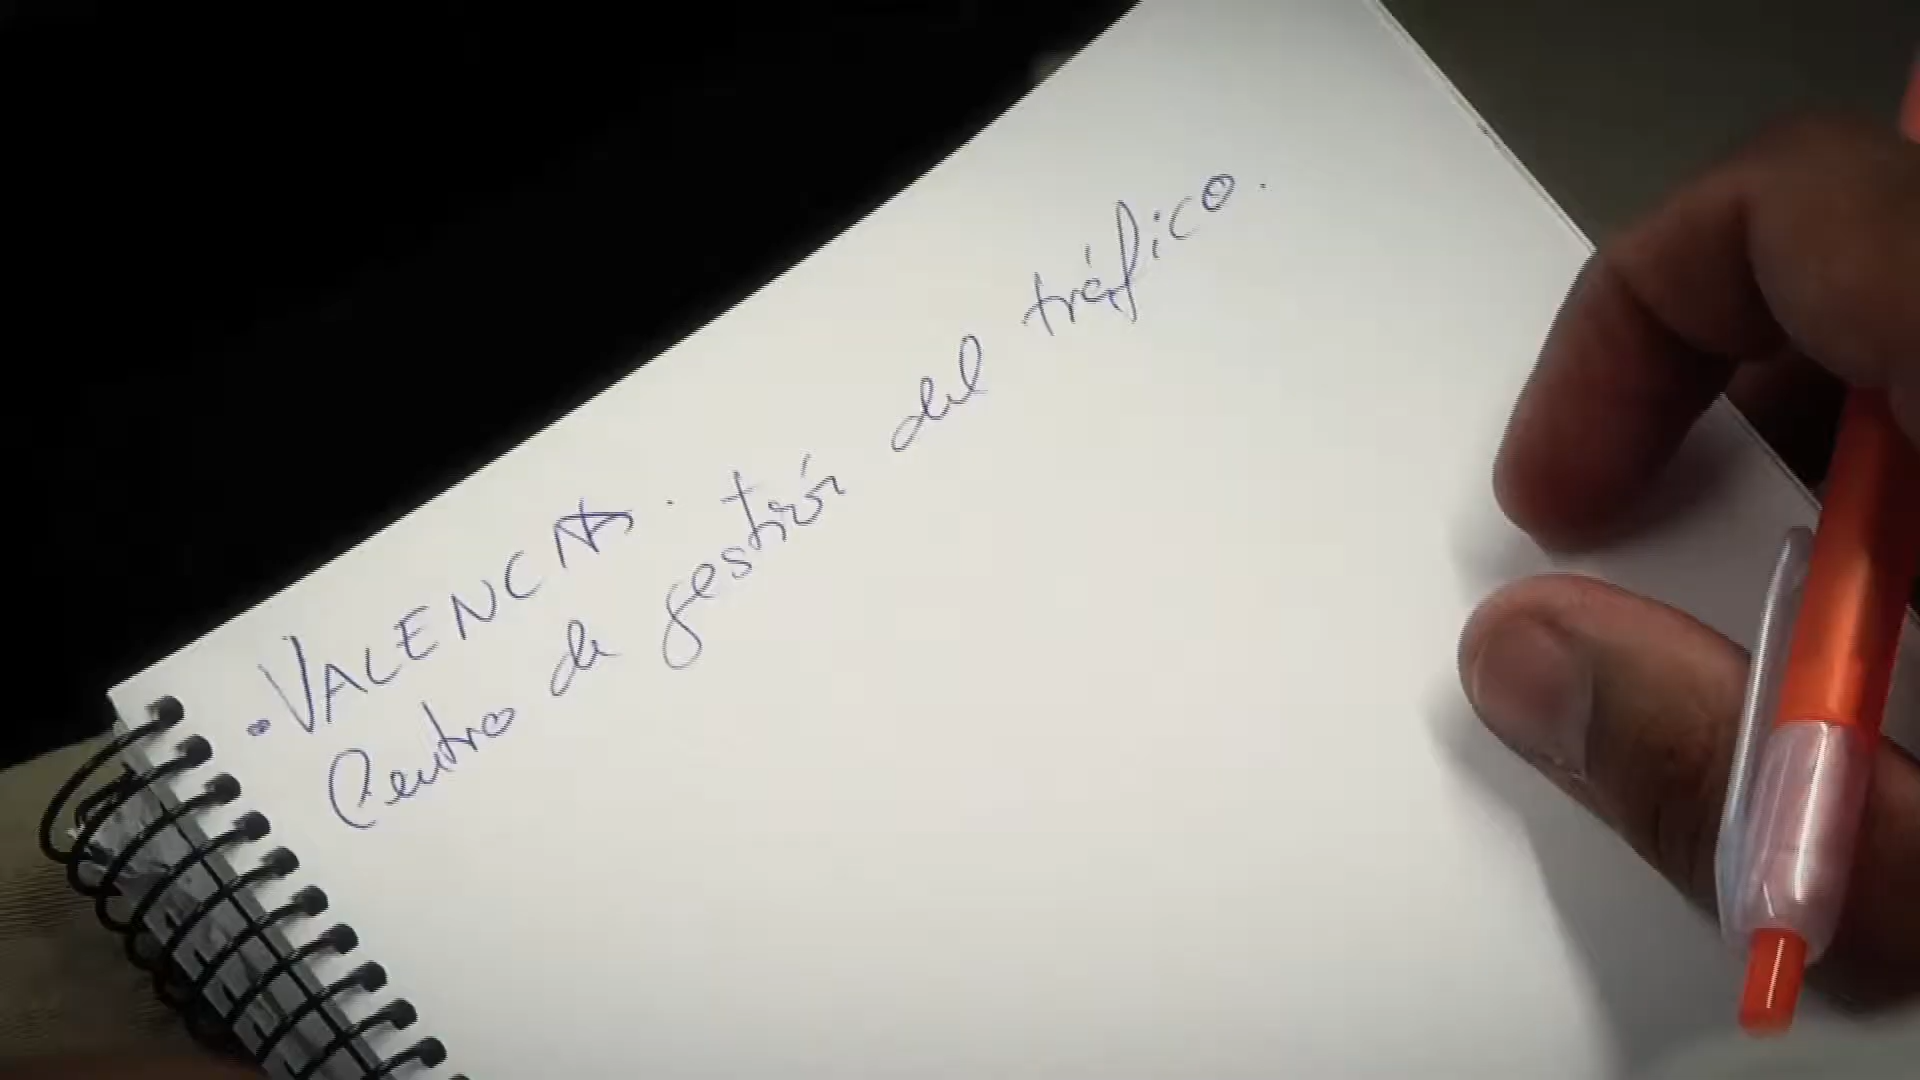 · VALENCIA.
Centro de gestión del tráfico.